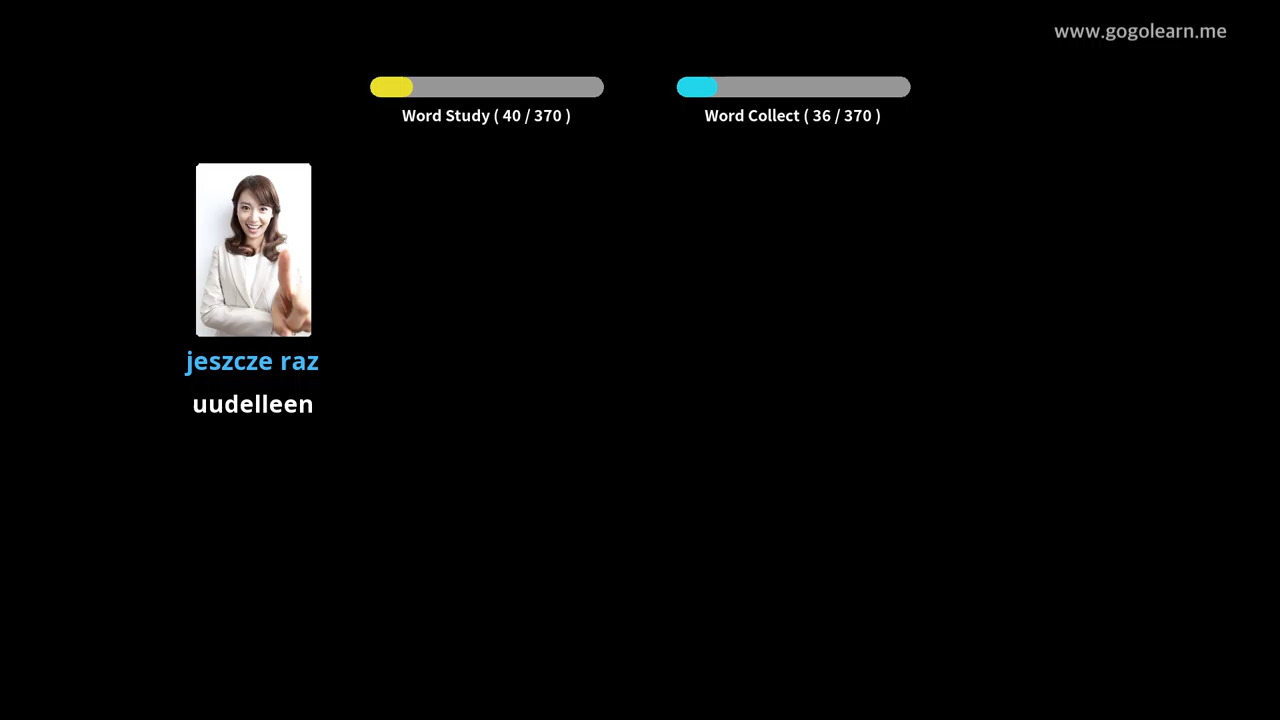 www.gogolearn.me
Word Study ( 40 / 370 )
Word Collect ( 36 / 370 )
jeszcze raz
uudelleen